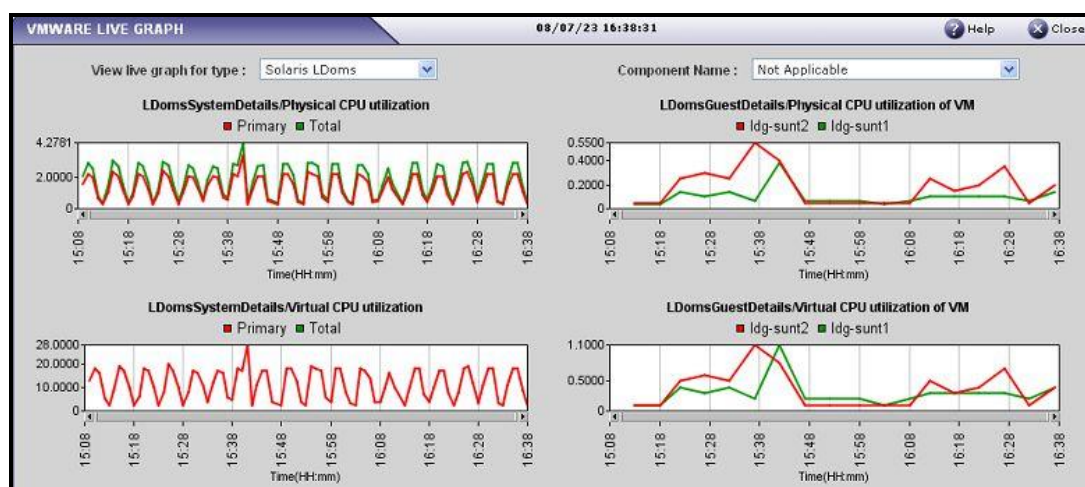 VMWARE LIVE GRAPH 08/07/23 16:38:31 Help Close
View live graph for type : Solaris LDoms Component Name : Not Applicable
LDomsSystemDetails/Physical CPU utilization
Primary Total
4.2781
2.0000
0
15:08 15:18 15:28 15:38 15:48 15:58 16:08 16:18 16:28 16:38
Time(HH:mm)
LDomsGuestDetails/Physical CPU utilization of VM
ldg-sunt2 ldg-sunt1
0.5500
0.4000
0.2000
0
15:08 15:18 15:28 15:38 15:48 15:58 16:08 16:18 16:28 16:38
Time(HH:mm)
LDomsSystemDetails/Virtual CPU utilization
Primary Total
28.0000
20.0000
10.0000
0
15:08 15:18 15:28 15:38 15:48 15:58 16:08 16:18 16:28 16:38
Time(HH:mm)
LDomsGuestDetails/Virtual CPU utilization of VM
ldg-sunt2 ldg-sunt1
1.1000
0.5000
0
15:08 15:18 15:28 15:38 15:48 15:58 16:08 16:18 16:28 16:38
Time(HH:mm)